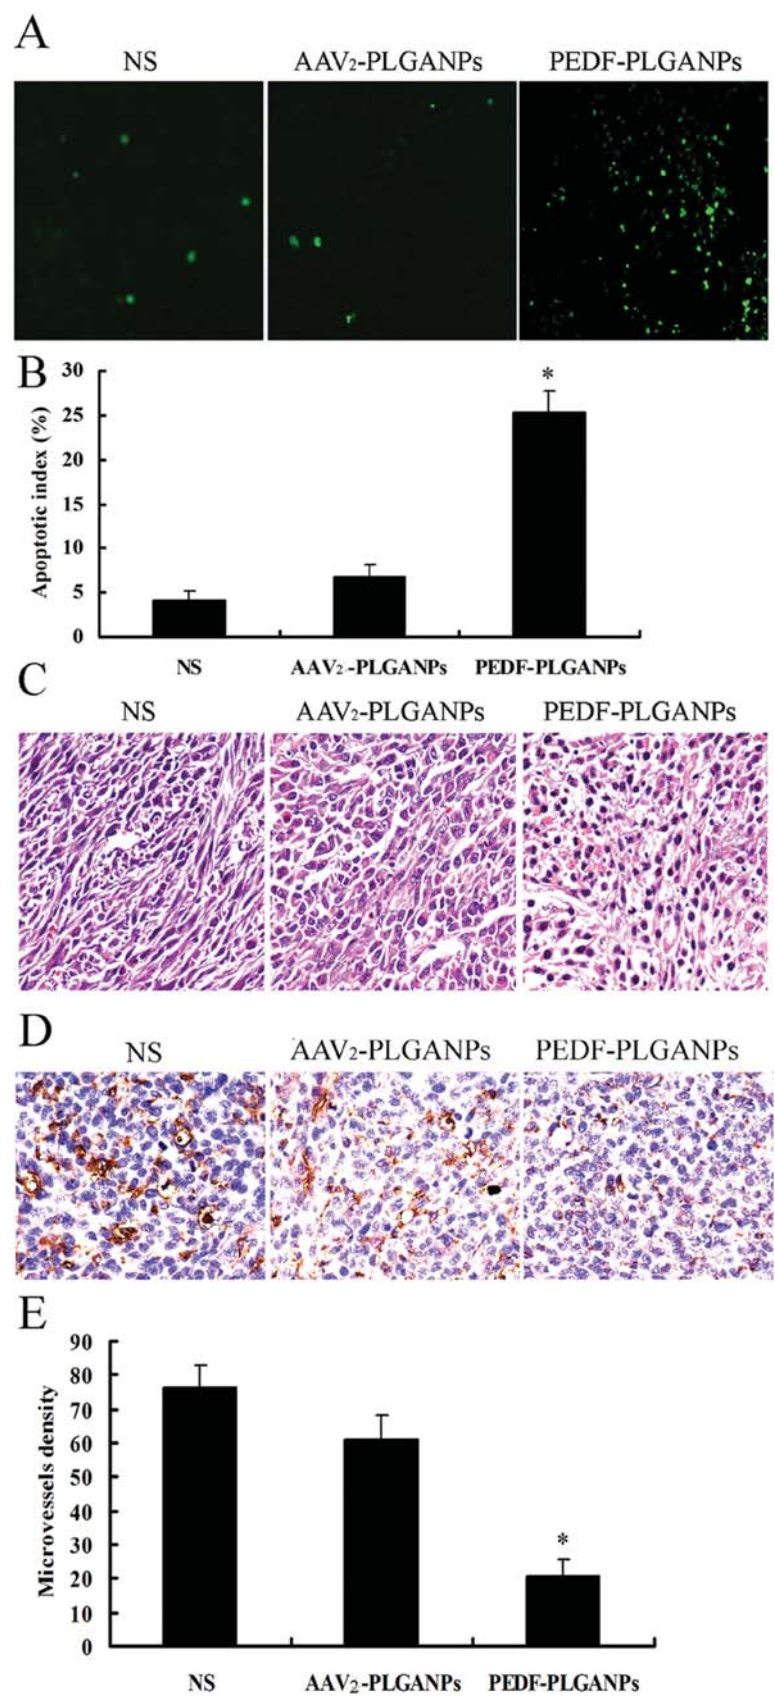 A
NS AAV₂-PLGANPs PEDF-PLGANPs
B
Apoptotic index (%)
30
25
20
15
10
5
0
*
NS AAV₂-PLGANPs PEDF-PLGANPs
C
NS AAV₂-PLGANPs PEDF-PLGANPs
D
NS AAV₂-PLGANPs PEDF-PLGANPs
E
Microvessels density
90
80
70
60
50
40
30
20
10
0
*
NS AAV₂-PLGANPs PEDF-PLGANPs